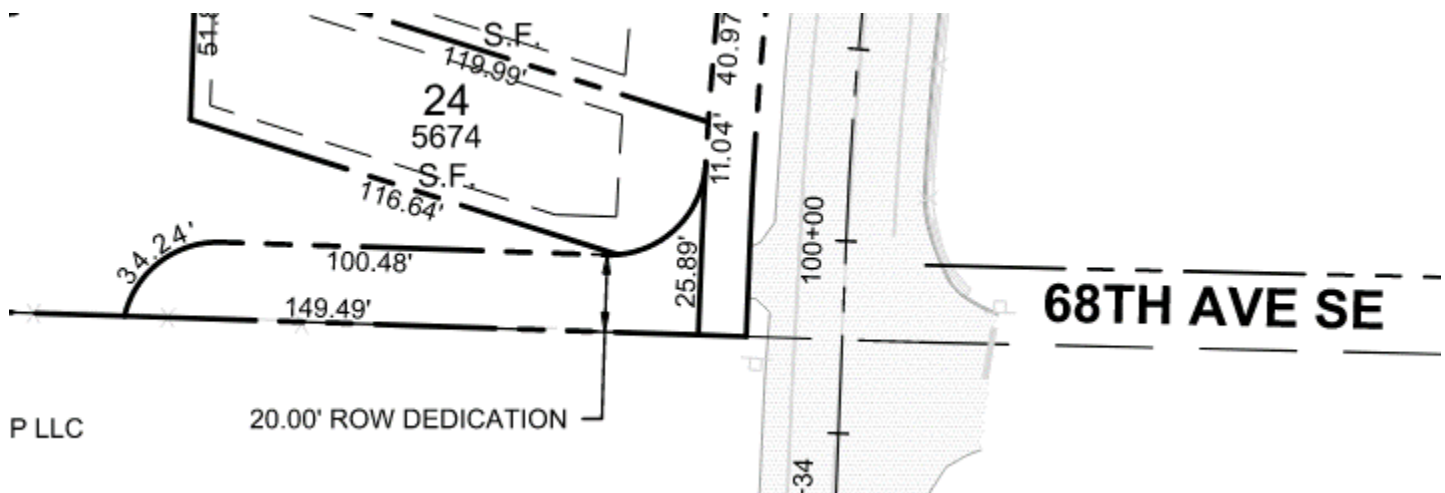 S.F.
119.99'
40.97
24
5674
S.F.
116.64'
11.04'
34.24'
100.48'
149.49'
25.89'
100+00
68TH AVE SE
20.00' ROW DEDICATION
P LLC
+34